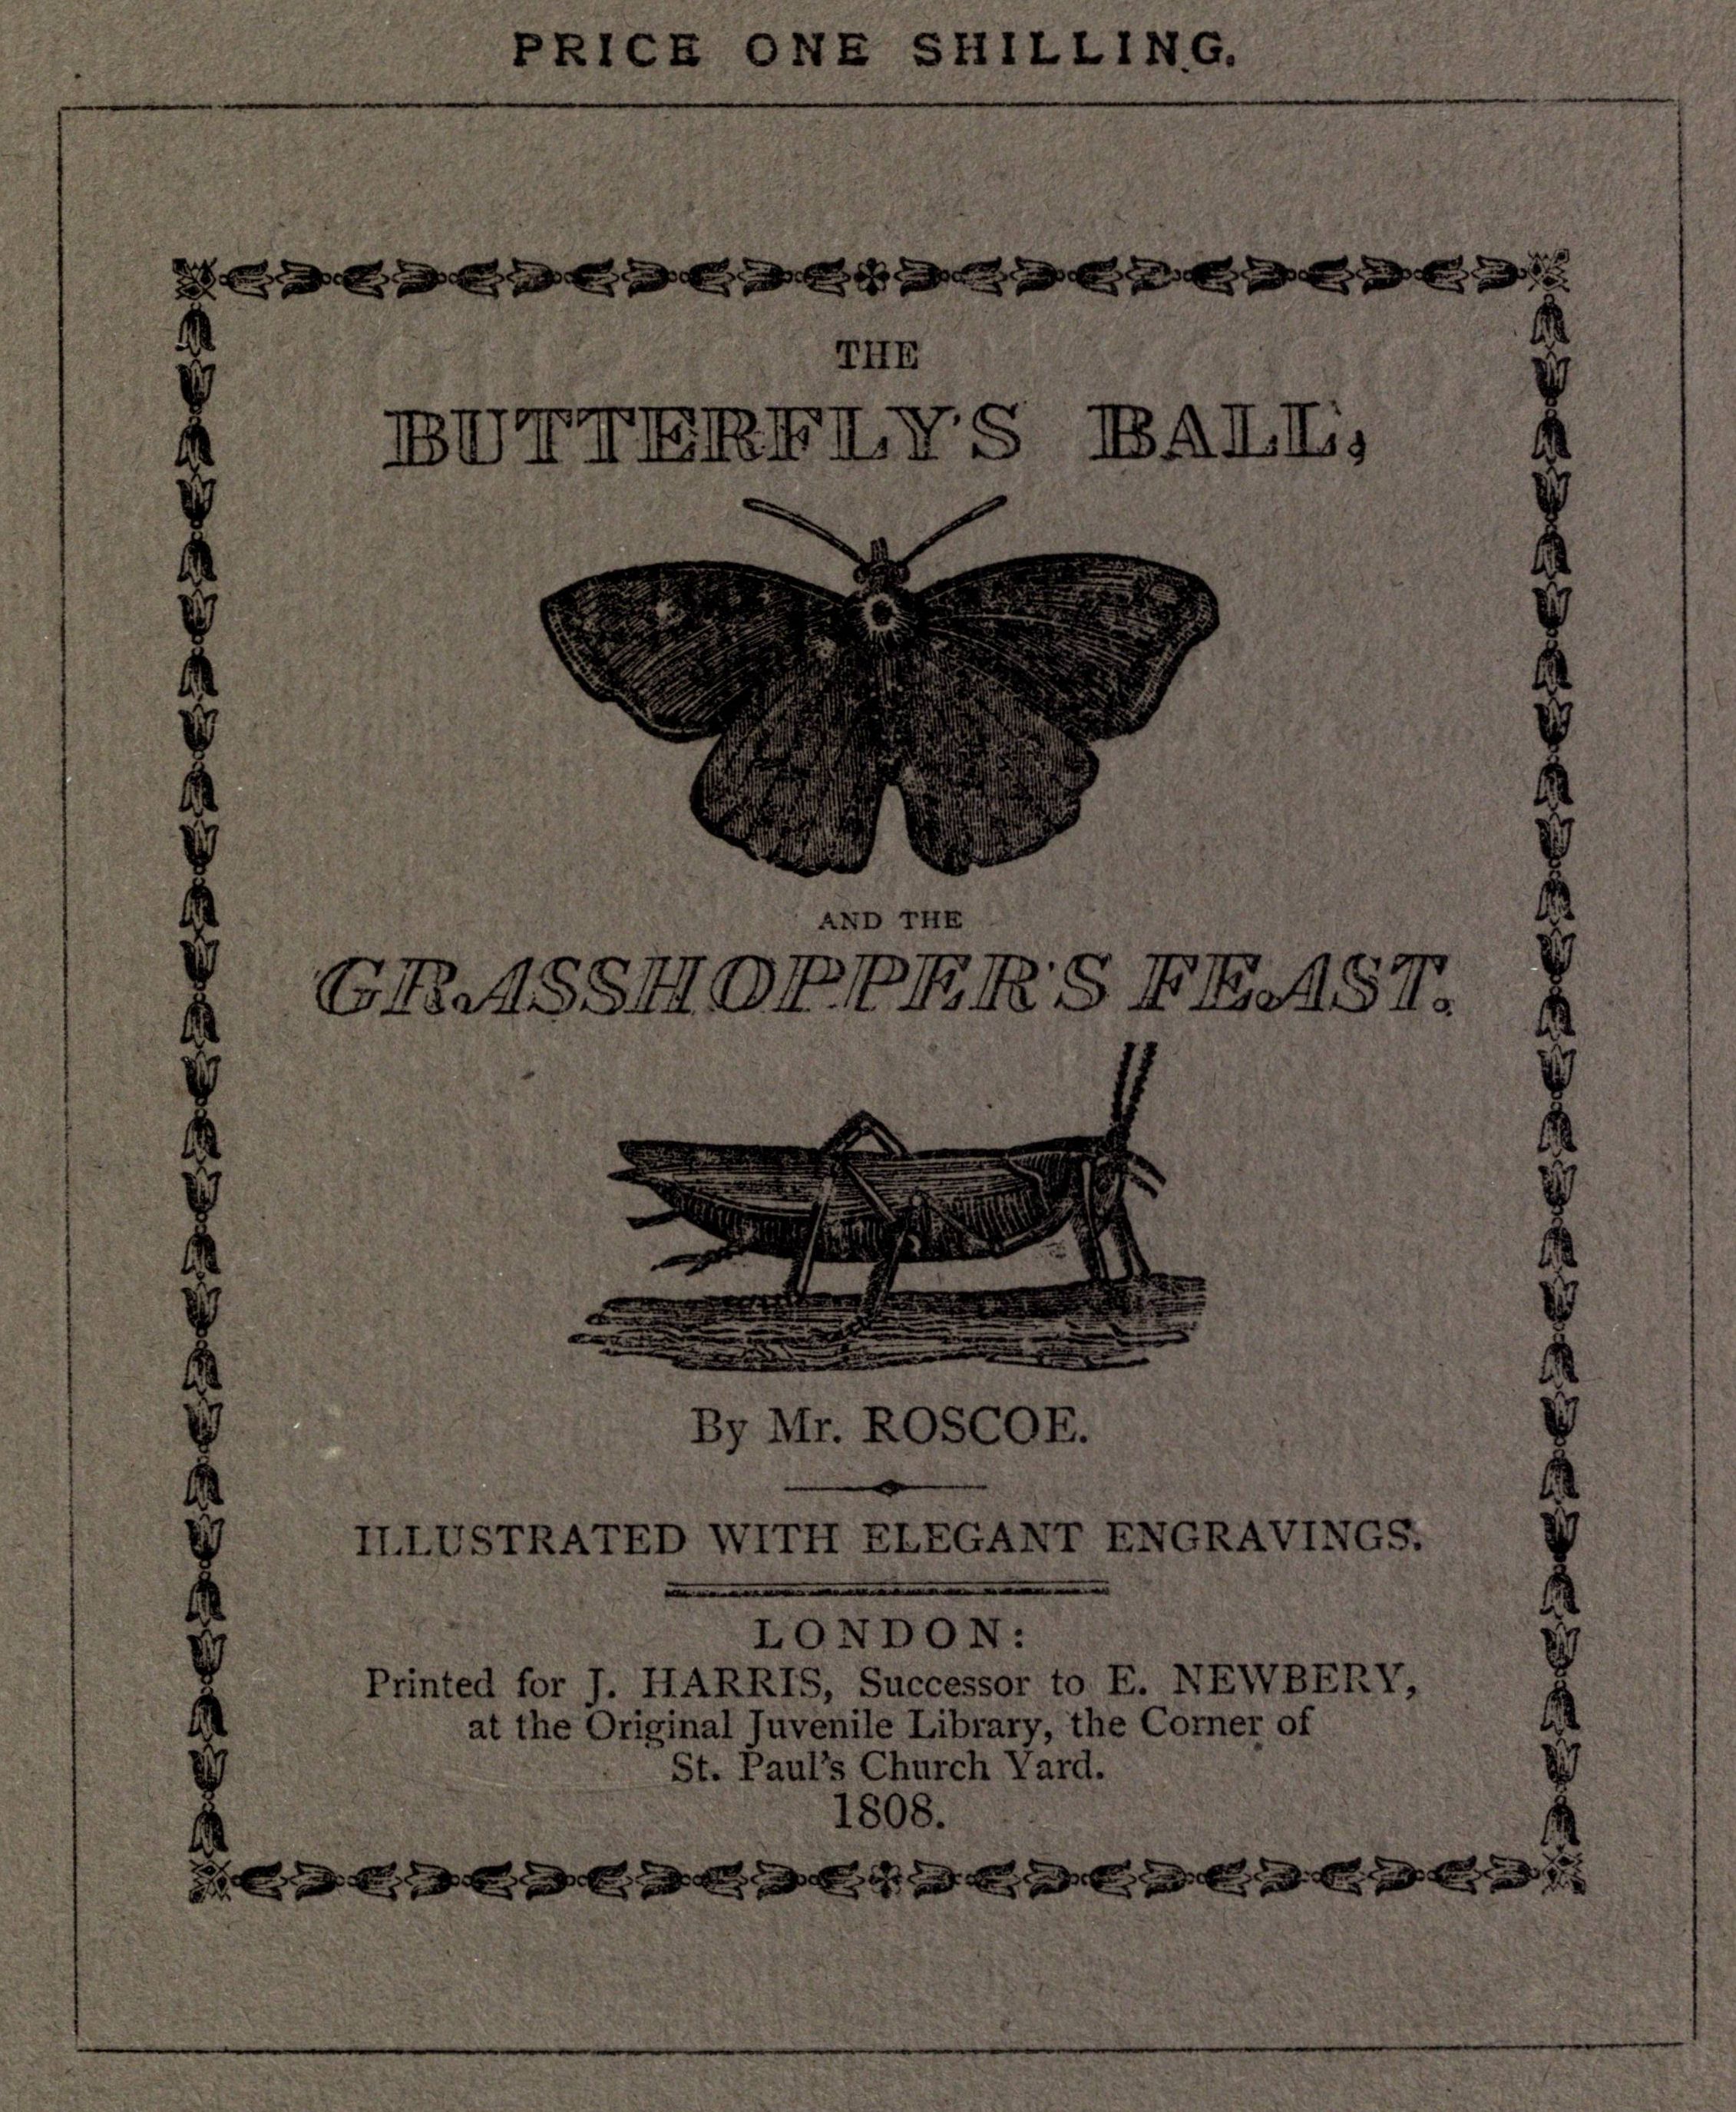 PRICE ONE SHILLING.
THE
BUTTERFLY'S BALL,
AND THE
GRASSHOPPER'S FEAST.
By Mr. ROSCOE.
ILLUSTRATED WITH ELEGANT ENGRAVINGS.
LONDON:
Printed for J. HARRIS, Successor to E. NEWBERY,
at the Original Juvenile Library, the Corner of
St. Paul's Church Yard.
1808.